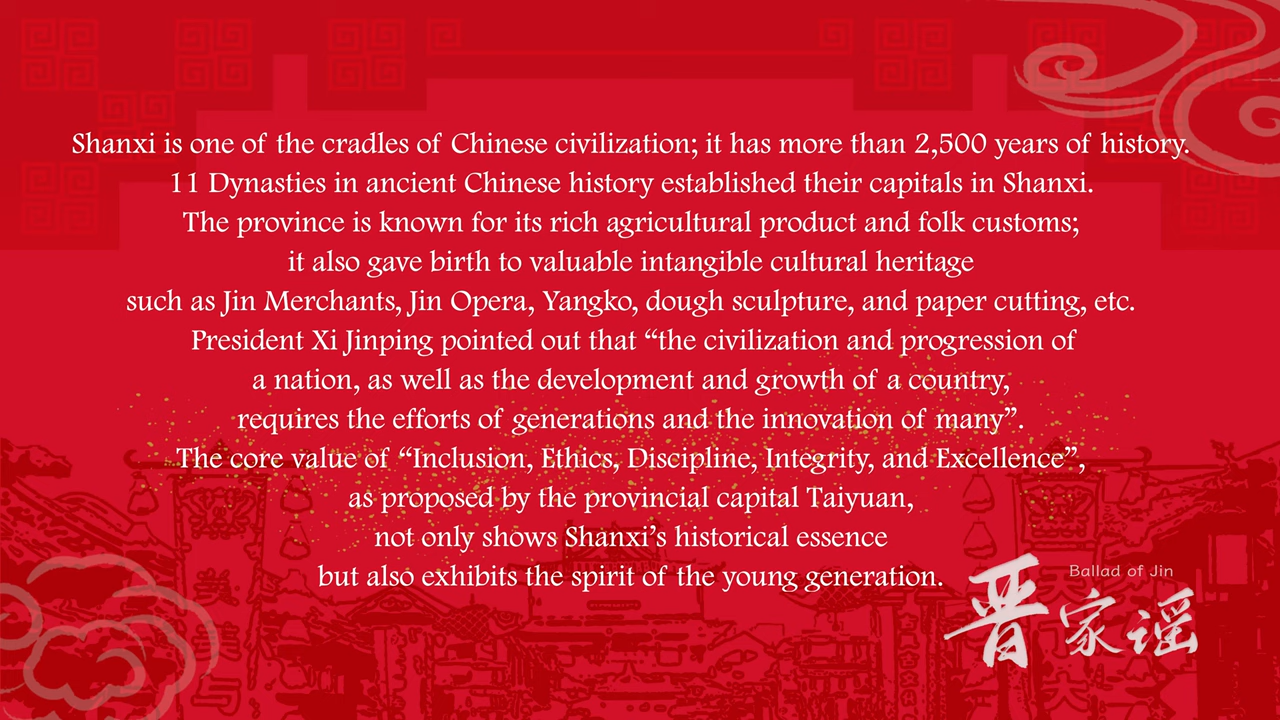 Shanxi is one of the cradles of Chinese civilization; it has more than 2,500 years of history.
11 Dynasties in ancient Chinese history established their capitals in Shanxi.
The province is known for its rich agricultural product and folk customs;
it also gave birth to valuable intangible cultural heritage
such as Jin Merchants, Jin Opera, Yangko, dough sculpture, and paper cutting, etc.
President Xi Jinping pointed out that “the civilization and progression of
a nation, as well as the development and growth of a country,
requires the efforts of generations and the innovation of many”.
The core value of “Inclusion, Ethics, Discipline, Integrity, and Excellence”,
as proposed by the provincial capital Taiyuan,
not only shows Shanxi’s historical essence
but also exhibits the spirit of the young generation.
Ballad of Jin
晋家谣